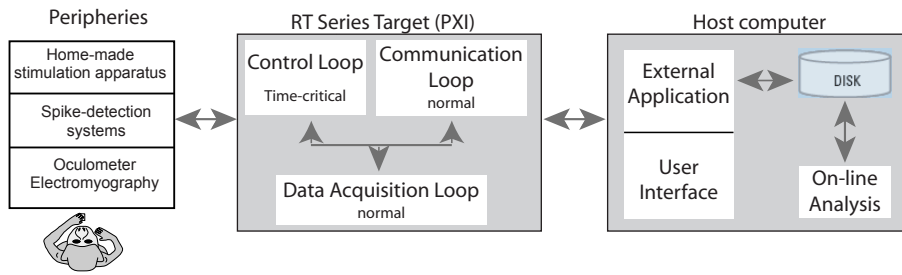 Peripheries
Home-made
stimulation apparatus
Spike-detection
systems
Oculometer
Electromyography
RT Series Target (PXI)
Control Loop
Time-critical
Communication
Loop
normal
Data Acquisition Loop
normal
Host computer
External
Application
User
Interface
DISK
On-line
Analysis